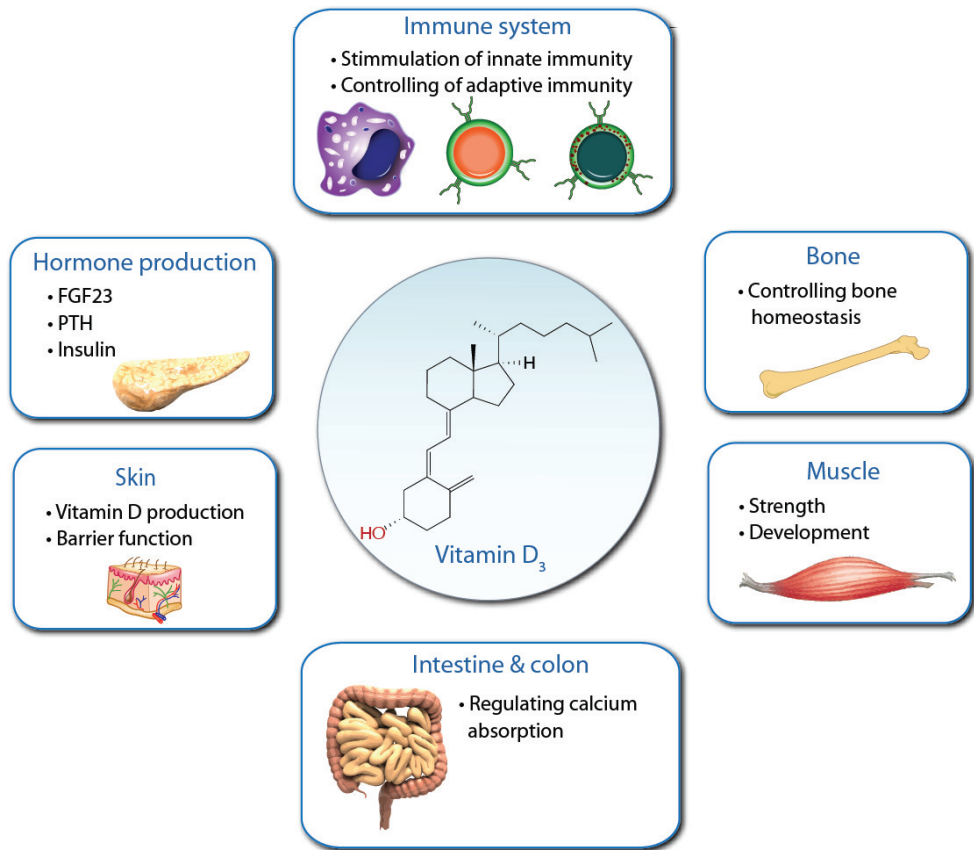 Immune system
• Stimmulation of innate immunity
• Controlling of adaptive immunity
Hormone production
• FGF23
• PTH
• Insulin
Bone
• Controlling bone
homeostasis
H
HO
Vitamin D₃
Skin
• Vitamin D production
• Barrier function
Muscle
• Strength
• Development
Intestine & colon
• Regulating calcium
absorption